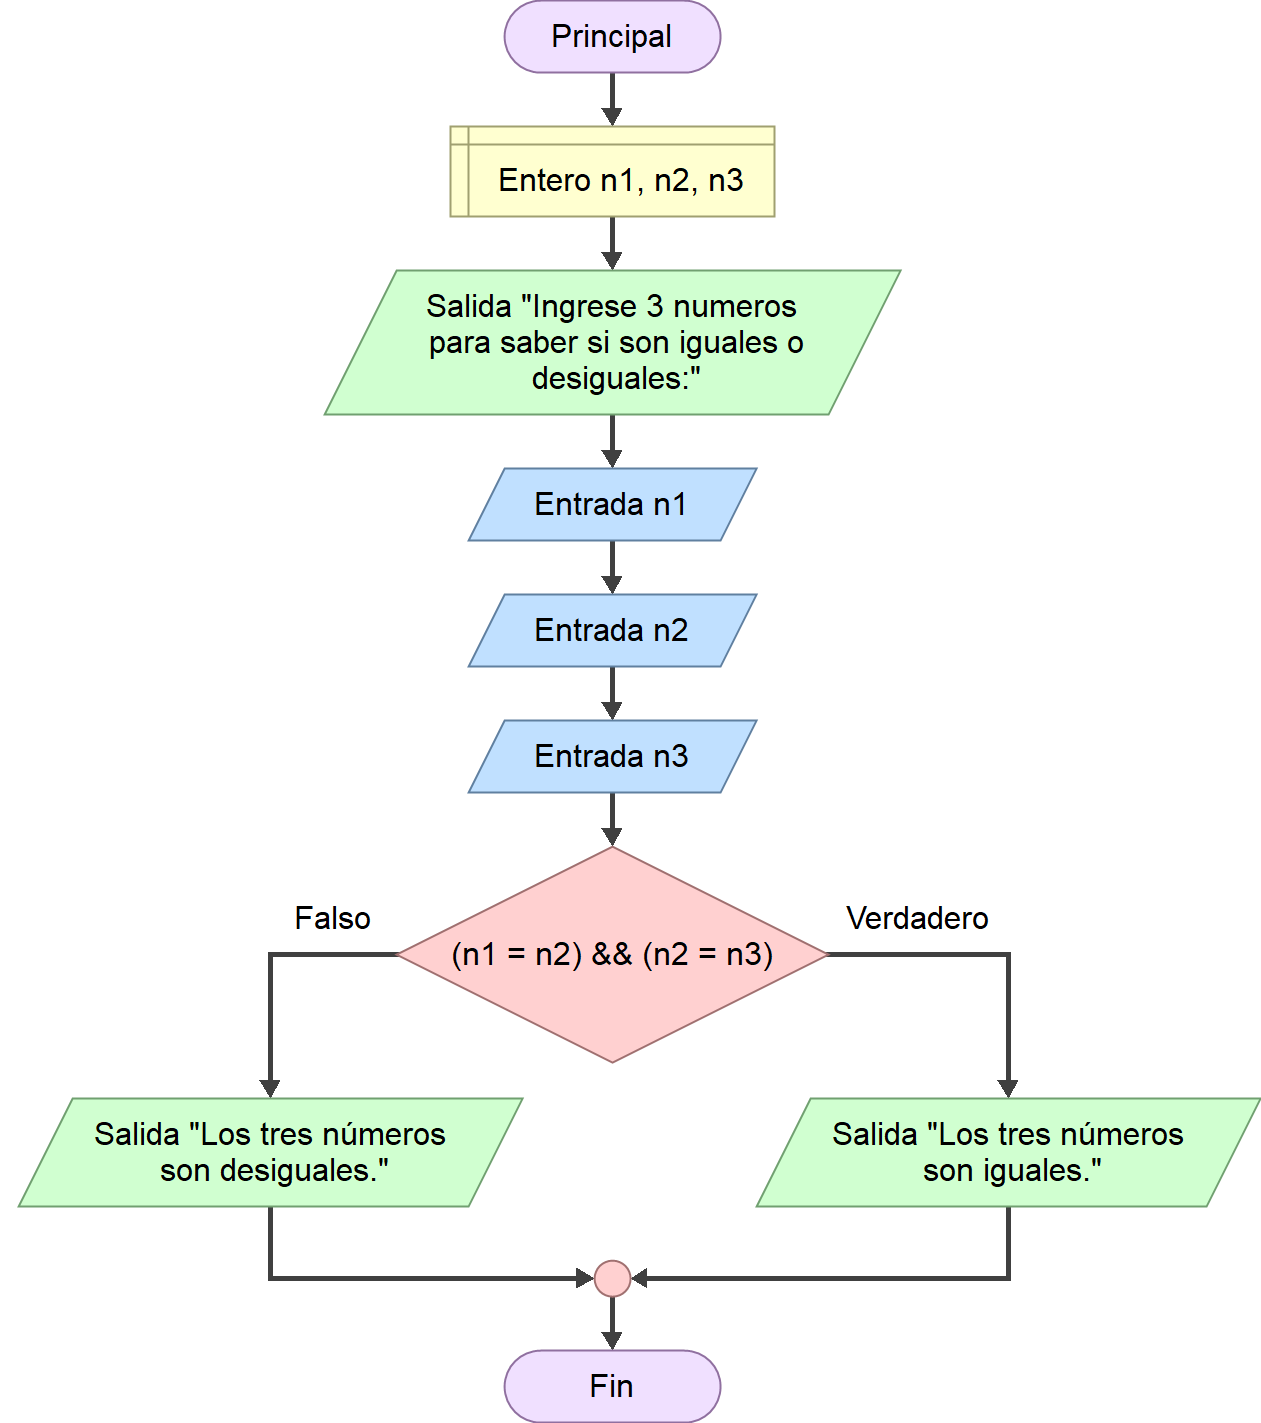 Principal
Entero n1, n2, n3
Salida "Ingrese 3 numeros
para saber si son iguales o
desiguales:"
Entrada n1
Entrada n2
Entrada n3
Falso
Verdadero
(n1 = n2) && (n2 = n3)
Salida "Los tres números
son desiguales."
Salida "Los tres números
son iguales."
Fin